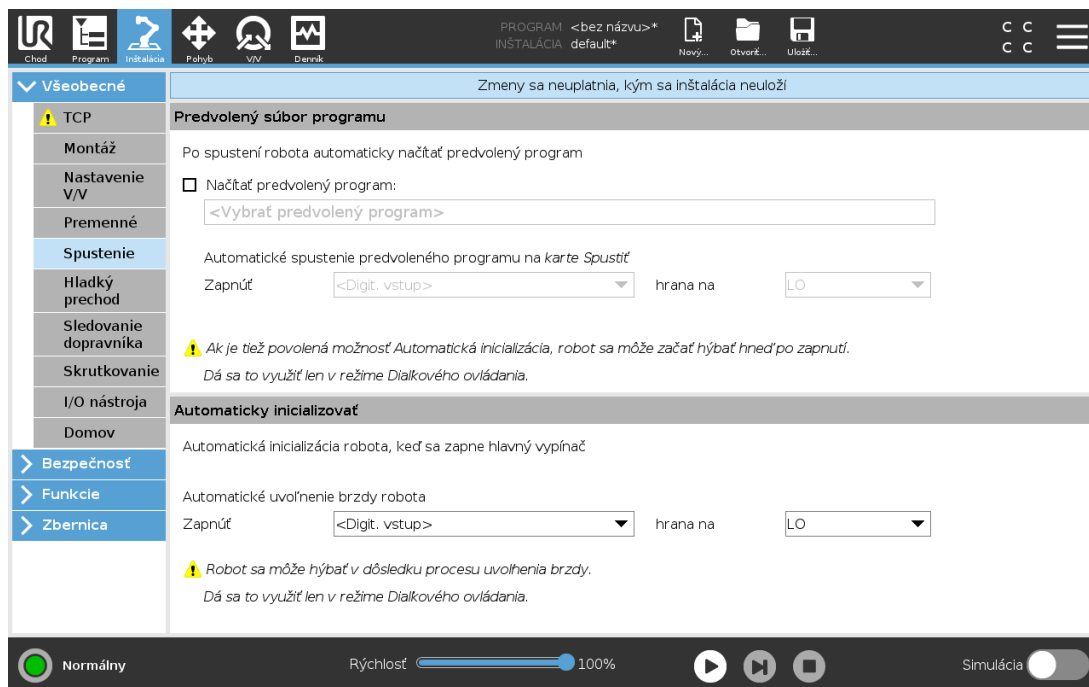 PROGRAM <bez názvu>*
INŠTALÁCIA default*
Chod
Program
Inštalácia
Pohyb
V/V
Denník
Nový...
Otvoriť...
Uložiť...
C C
C C
Všeobecné
TCP
Montáž
Nastavenie
V/V
Premenné
Spustenie
Hladký
prechod
Sledovanie
dopravníka
Skrutkovanie
I/O nástroja
Domov
Bezpečnosť
Funkcie
Zbernica
Zmeny sa neuplatnia, kým sa inštalácia neuloží
Predvolený súbor programu
Po spustení robota automaticky načítať predvolený program
Načítať predvolený program:
<Vybrať predvolený program>
Automatické spustenie predvoleného programu na karte Spustiť
Zapnúť <Digit. vstup> hrana na LO
Ak je tiež povolená možnosť Automatická inicializácia, robot sa môže začať hýbať hneď po zapnutí.
Dá sa to využiť len v režime Diaľkového ovládania.
Automaticky inicializovať
Automatická inicializácia robota, keď sa zapne hlavný vypínač
Automatické uvoľnenie brzdy robota
Zapnúť <Digit. vstup> hrana na LO
Robot sa môže hýbať v dôsledku procesu uvoľnenia brzdy.
Dá sa to využiť len v režime Diaľkového ovládania.
Normálny
Rýchlosť 100%
Simulácia